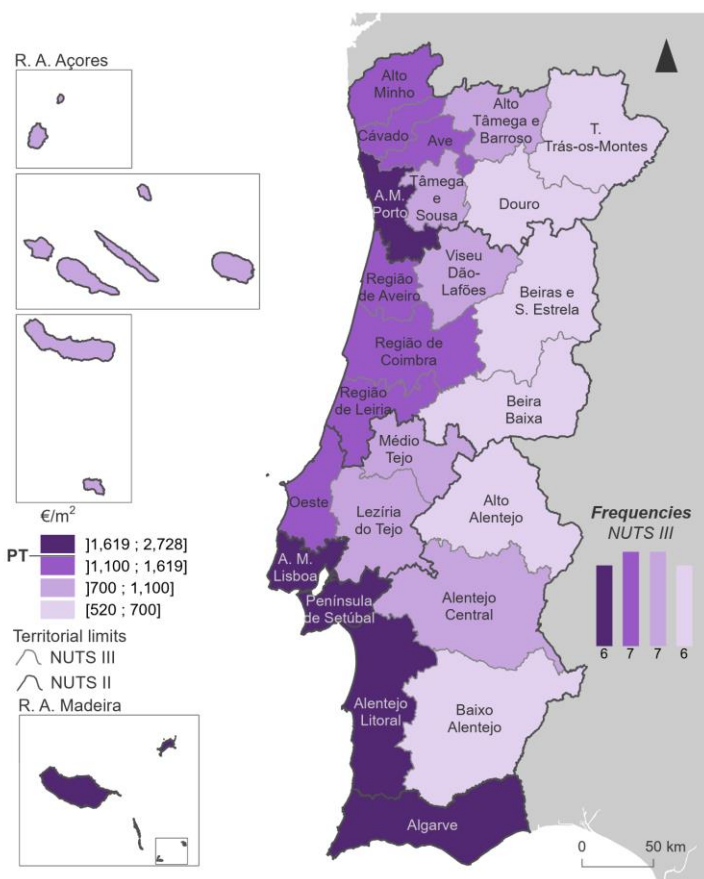 R. A. Açores
€/m²
PT
]1,619 ; 2,728]
]1,100 ; 1,619]
]700 ; 1,100]
[520 ; 700]
Territorial limits
NUTS III
NUTS II
R. A. Madeira
Alto
Minho
Cávado
Ave
Alto
Tâmega e
Barroso
T.
Trás-os-Montes
A.M.
Porto
Tâmega
e
Sousa
Douro
Região
de Aveiro
Viseu
Dão-
Lafões
Beiras e
S. Estrela
Região de
Coimbra
Região
de Leiria
Beira
Baixa
Médio
Tejo
Oeste
Lezíria
do Tejo
Alto
Alentejo
A. M.
Lisboa
Península
de Setúbal
Alentejo
Central
Alentejo
Litoral
Baixo
Alentejo
Algarve
Frequencies
NUTS III
6 7 7 6
0 50 km